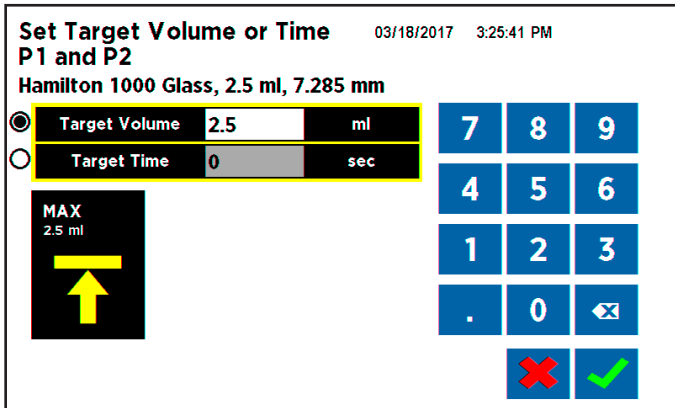 Set Target Volume or Time 03/18/2017 3:25:41 PM
P1 and P2
Hamilton 1000 Glass, 2.5 ml, 7.285 mm
Target Volume 2.5 ml
Target Time 0 sec
MAX
2.5 ml
7 8 9
4 5 6
1 2 3
. 0